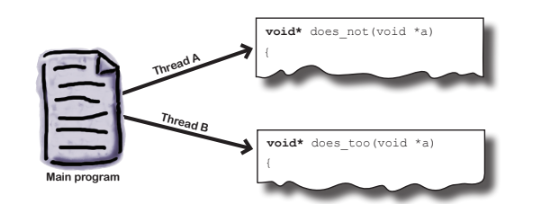 void* does_not(void *a)
{
Thread A
Thread B
void* does_too(void *a)
{
Main program